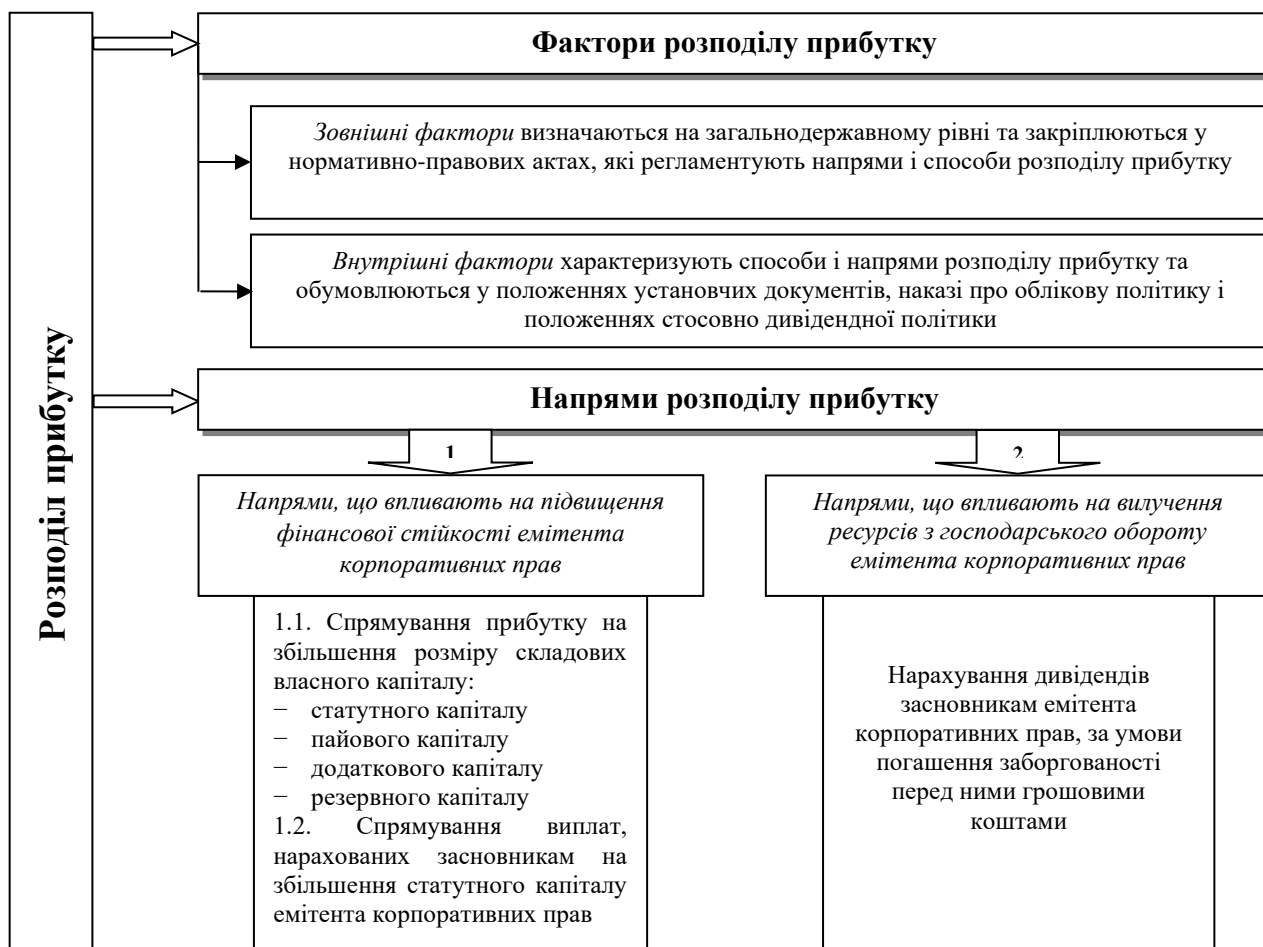 Розподіл прибутку
Фактори розподілу прибутку
Зовнішні фактори визначаються на загальнодержавному рівні та закріплюються у
нормативно-правових актах, які регламентують напрями і способи розподілу прибутку
Внутрішні фактори характеризують способи і напрями розподілу прибутку та
обумовлюються у положеннях установчих документів, наказі про облікову політику і
положеннях стосовно дивідендної політики
Напрями розподілу прибутку
1
Напрями, що впливають на підвищення
фінансової стійкості емітента
корпоративних прав
1.1. Спрямування прибутку на
збільшення розміру складових
власного капіталу:
− статутного капіталу
− пайового капіталу
− додаткового капіталу
− резервного капіталу
1.2. Спрямування виплат,
нарахованих засновникам на
збільшення статутного капіталу
емітента корпоративних прав
2
Напрями, що впливають на вилучення
ресурсів з господарського обороту
емітента корпоративних прав
Нарахування дивідендів
засновникам емітента
корпоративних прав, за умови
погашення заборгованості
перед ними грошовими
коштами